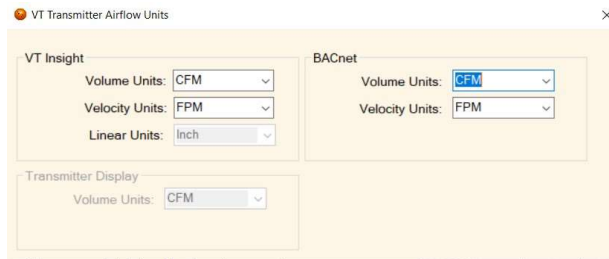 VT Transmitter Airflow Units
VT Insight
Volume Units: CFM
Velocity Units: FPM
Linear Units: Inch
BACnet
Volume Units: CFM
Velocity Units: FPM
Transmitter Display
Volume Units: CFM